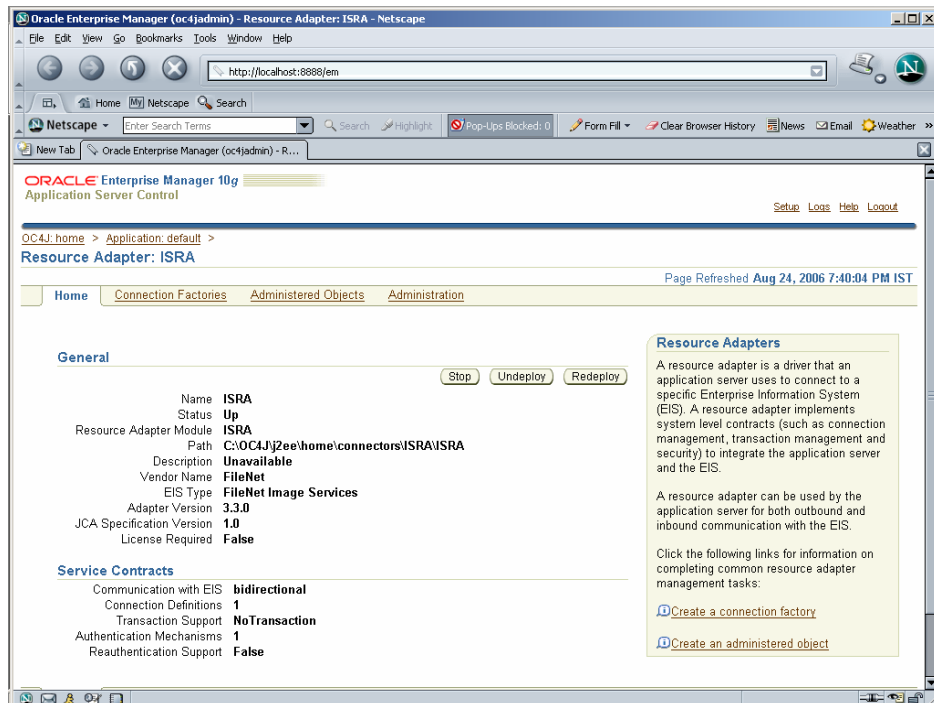 Oracle Enterprise Manager (oc4jadmin) - Resource Adapter: ISRA - Netscape
File Edit View Go Bookmarks Tools Window Help
http://localhost:8888/em
Home My Netscape Search
Netscape Enter Search Terms Search Highlight Pop-Ups Blocked: 0 Form Fill Clear Browser History News Email Weather »
New Tab Oracle Enterprise Manager (oc4jadmin) - R...
ORACLE Enterprise Manager 10g
Application Server Control
Setup Logs Help Logout
OC4J: home > Application: default >
Resource Adapter: ISRA
Page Refreshed Aug 24, 2006 7:40:04 PM IST
Home Connection Factories Administered Objects Administration
General
Stop Undeploy Redeploy
Name ISRA
Status Up
Resource Adapter Module ISRA
Path C:\OC4J\j2ee\home\connectors\ISRA\ISRA
Description Unavailable
Vendor Name FileNet
EIS Type FileNet Image Services
Adapter Version 3.3.0
JCA Specification Version 1.0
License Required False
Service Contracts
Communication with EIS bidirectional
Connection Definitions 1
Transaction Support NoTransaction
Authentication Mechanisms 1
Reauthentication Support False
Resource Adapters
A resource adapter is a driver that an
application server uses to connect to a
specific Enterprise Information System
(EIS). A resource adapter implements
system level contracts (such as connection
management, transaction management and
security) to integrate the application server
and the EIS.
A resource adapter can be used by the
application server for both outbound and
inbound communication with the EIS.
Click the following links for information on
completing common resource adapter
management tasks:
Create a connection factory
Create an administered object